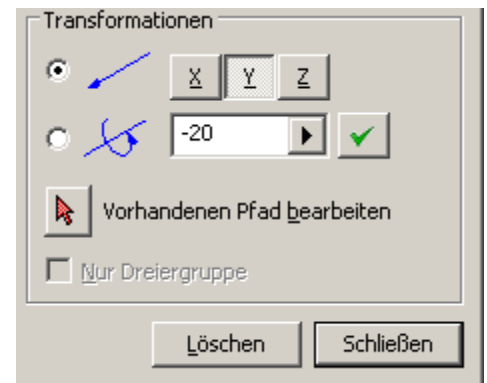 Transformationen
X Y Z
-20
Vorhandenen Pfad bearbeiten
Nur Dreiergruppe
Löschen Schließen